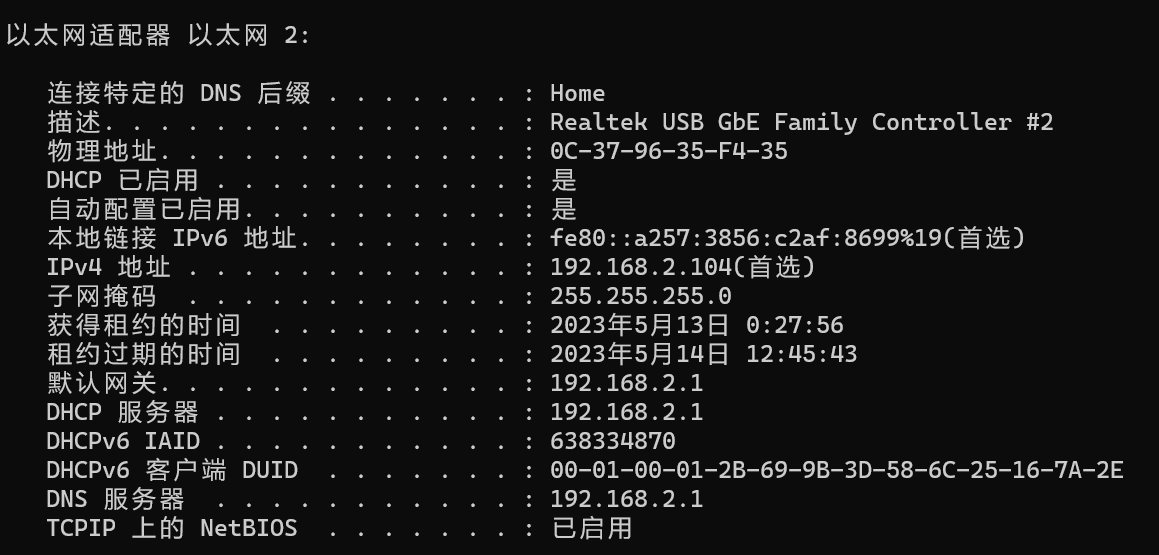 以太网适配器 以太网 2:
连接特定的 DNS 后缀 . . . . . . . : Home
描述. . . . . . . . . . . . . . . : Realtek USB GbE Family Controller #2
物理地址. . . . . . . . . . . . . : 0C-37-96-35-F4-35
DHCP 已启用 . . . . . . . . . . . : 是
自动配置已启用. . . . . . . . . . : 是
本地链接 IPv6 地址. . . . . . . . : fe80::a257:3856:c2af:8699%19(首选)
IPv4 地址 . . . . . . . . . . . . : 192.168.2.104(首选)
子网掩码  . . . . . . . . . . . . : 255.255.255.0
获得租约的时间  . . . . . . . . . : 2023年5月13日 0:27:56
租约过期的时间  . . . . . . . . . : 2023年5月14日 12:45:43
默认网关. . . . . . . . . . . . . : 192.168.2.1
DHCP 服务器 . . . . . . . . . . . : 192.168.2.1
DHCPv6 IAID . . . . . . . . . . . : 638334870
DHCPv6 客户端 DUID  . . . . . . . : 00-01-00-01-2B-69-9B-3D-58-6C-25-16-7A-2E
DNS 服务器  . . . . . . . . . . . : 192.168.2.1
TCPIP 上的 NetBIOS  . . . . . . . : 已启用